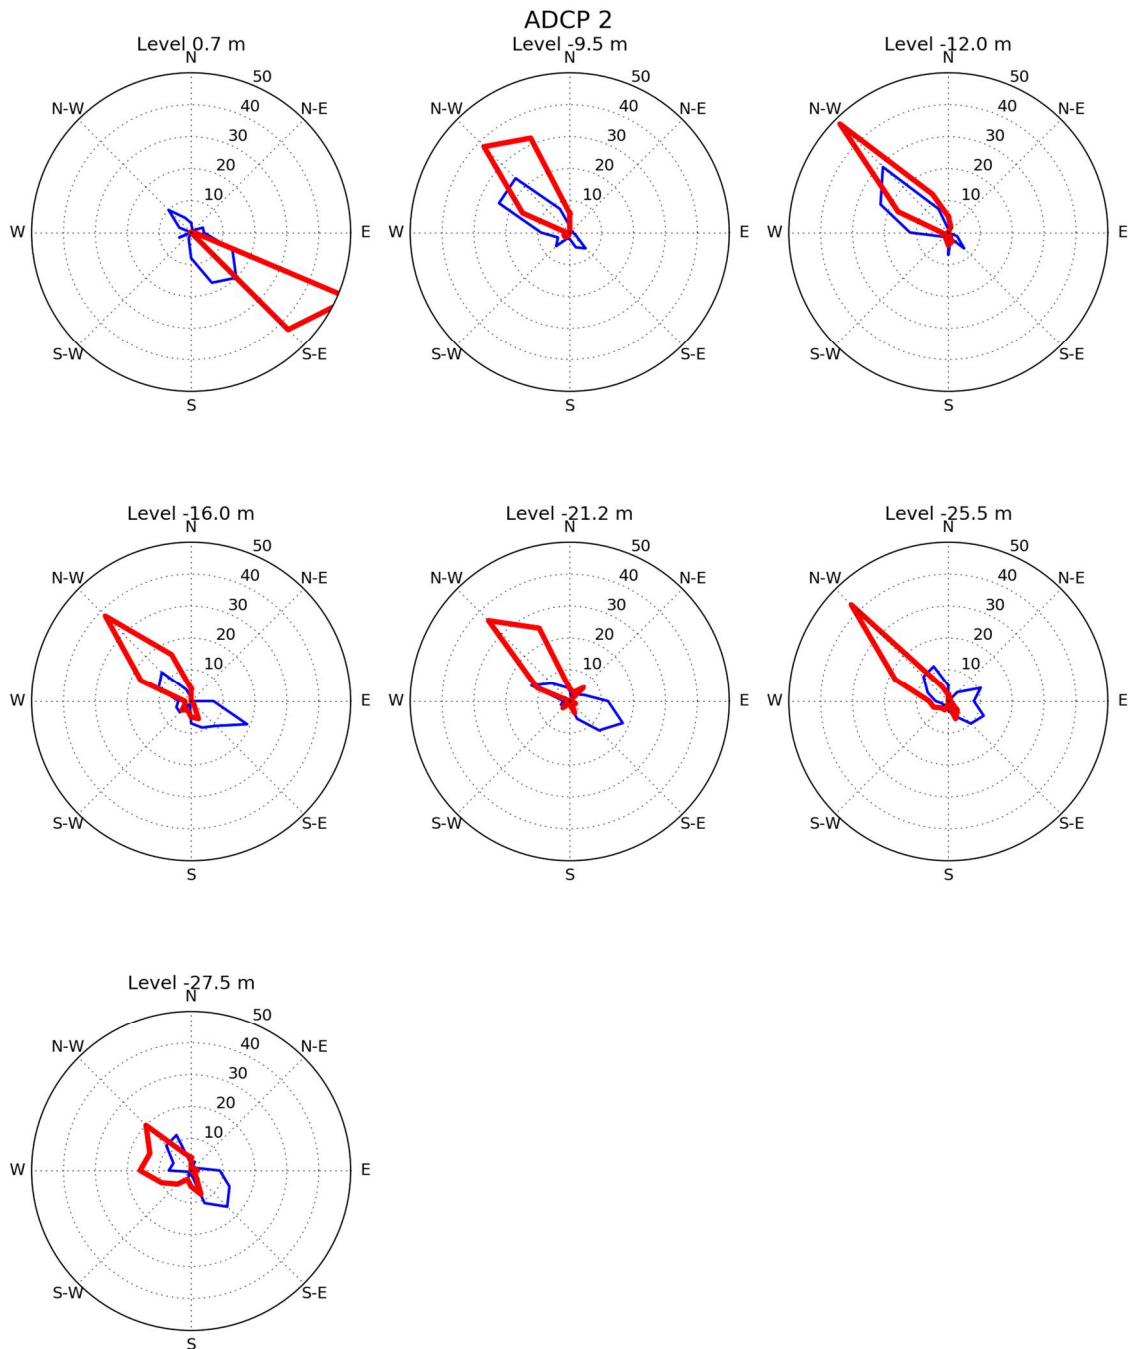 ADCP 2
Level 0.7 m
N
50
N-W
40
N-E
30
20
10
W
E
S-W
S-E
S
Level -9.5 m
N
50
N-W
40
N-E
30
20
10
W
E
S-W
S-E
S
Level -12.0 m
N
50
N-W
40
N-E
30
20
10
W
E
S-W
S-E
S
Level -16.0 m
N
50
N-W
40
N-E
30
20
10
W
E
S-W
S-E
S
Level -21.2 m
N
50
N-W
40
N-E
30
20
10
W
E
S-W
S-E
S
Level -25.5 m
N
50
N-W
40
N-E
30
20
10
W
E
S-W
S-E
S
Level -27.5 m
N
50
N-W
40
N-E
30
20
10
W
E
S-W
S-E
S